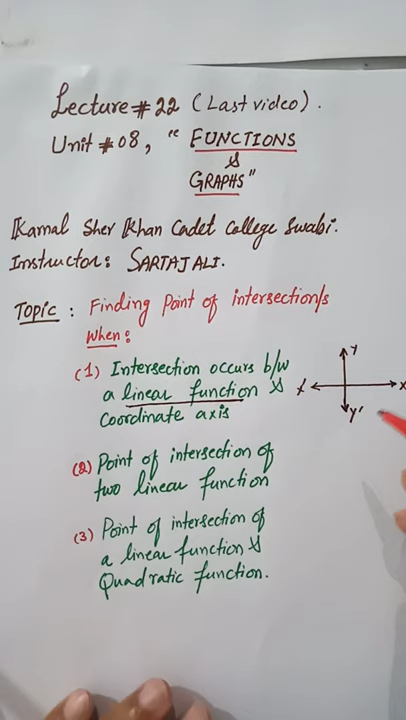 Lecture # 22 (Last video).
Unit # 08, " FUNCTIONS
&
GRAPHS"
Karnal Sher Khan Cadet College Swabi.
Instructor: SARTAJ ALI.
Topic: Finding Point of intersection/s
When:
(1) Intersection occurs b/w
a linear function &
Coordinate axis
(2) Point of intersection of
two linear function
(3) Point of intersection of
a linear function &
Quadratic function.
Y
X' X
Y'